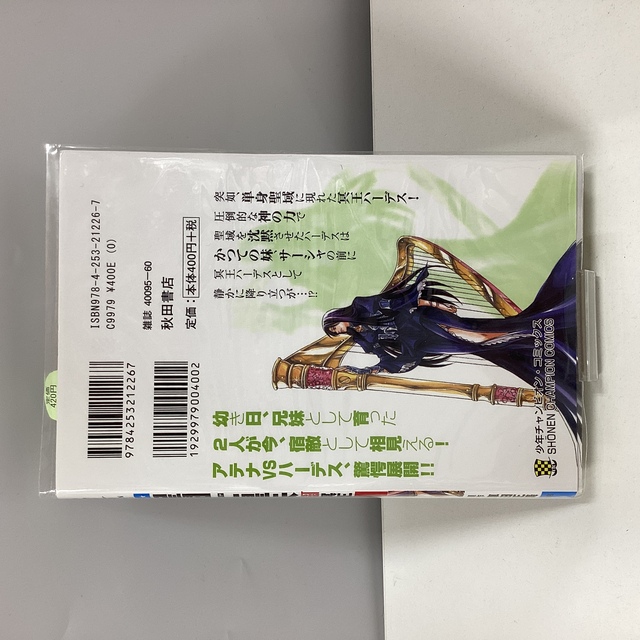 突如、単身聖域に現れた冥王ハーデス！
圧倒的な神の力で
聖域を沈黙させたハーデスは
かつての妹、サーシャの前に
冥王ハーデスとして
静かに降り立つが…!?
幼き日、兄妹として育った
2人が今、宿敵として相見える！
アテナVSハーデス、驚愕展開!!
ISBN978-4-253-21226-7
C9979 ¥400E (0)
雑誌 40095-60
秋田書店
定価：本体400円+税
9784253212267
1929979004002
少年チャンピオン・コミックス
SHŌNEN CHAMPION COMICS
420円